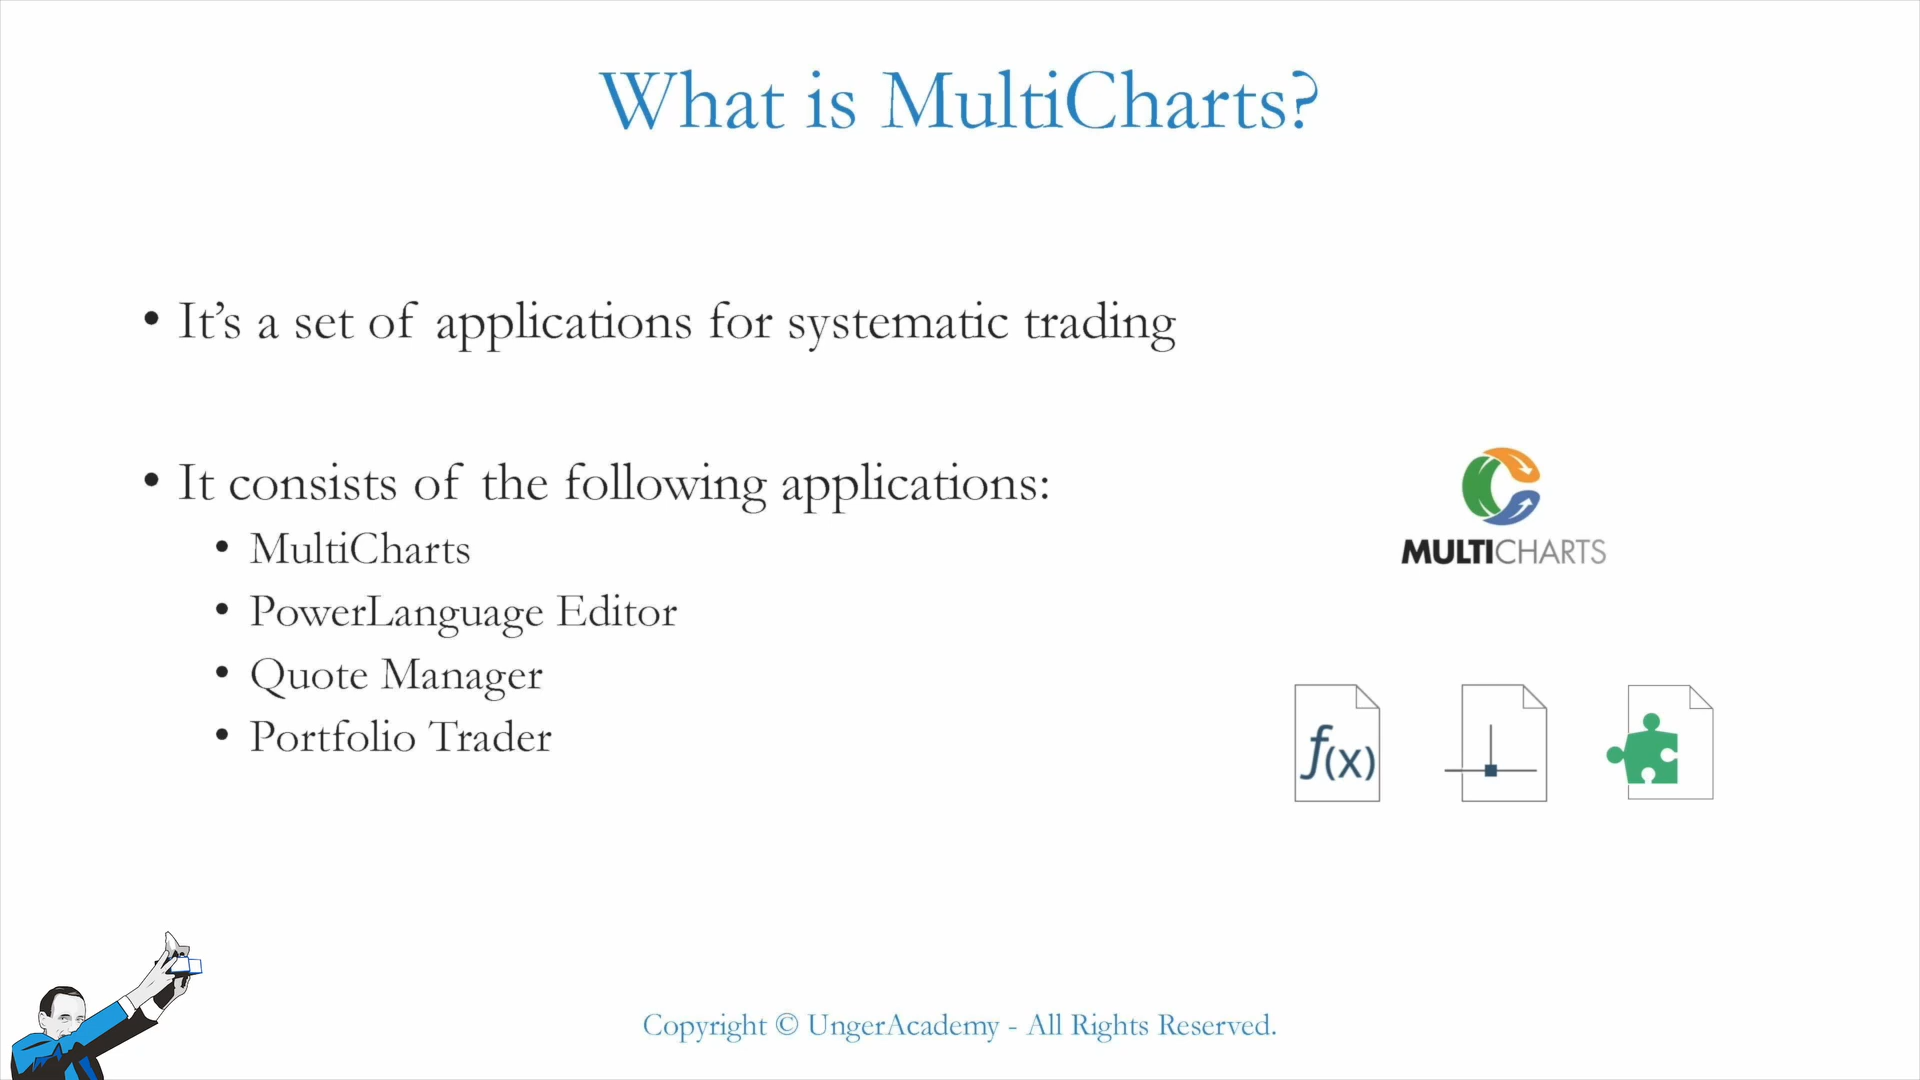 What is MultiCharts?
• It’s a set of applications for systematic trading
• It consists of the following applications:
• MultiCharts
• PowerLanguage Editor
• Quote Manager
• Portfolio Trader
MULTICHARTS
f(x)
Copyright © UngerAcademy - All Rights Reserved.